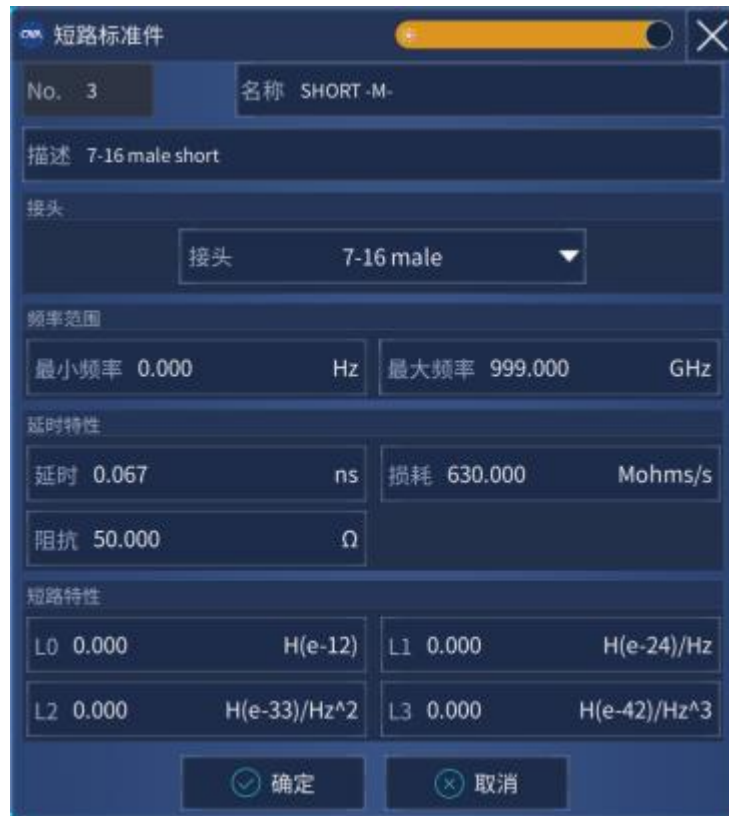 短路标准件
No. 3 名称 SHORT -M-
描述 7-16 male short
接头
接头 7-16 male
频率范围
最小频率 0.000 Hz 最大频率 999.000 GHz
延时特性
延时 0.067 ns 损耗 630.000 Mohms/s
阻抗 50.000 Ω
短路特性
L0 0.000 H(e-12) L1 0.000 H(e-24)/Hz
L2 0.000 H(e-33)/Hz^2 L3 0.000 H(e-42)/Hz^3
确定 取消